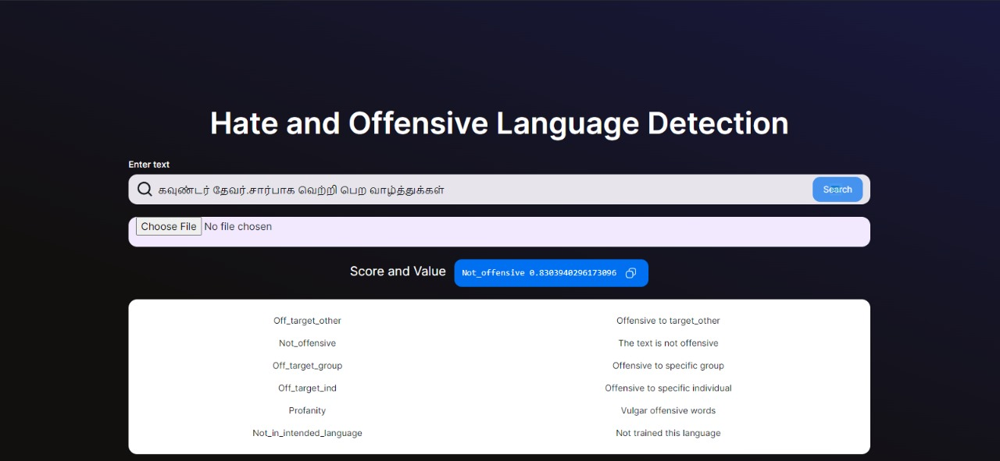 Hate and Offensive Language Detection
Enter text
கவுண்டர் தேவர்.சார்பாக வெற்றி பெற வாழ்த்துக்கள்
Search
Choose File No file chosen
Score and Value Not_offensive 0.8303940296173096
Off_target_other Offensive to target_other
Not_offensive The text is not offensive
Off_target_group Offensive to specific group
Off_target_ind Offensive to specific individual
Profanity Vulgar offensive words
Not_in_intended_language Not trained this language